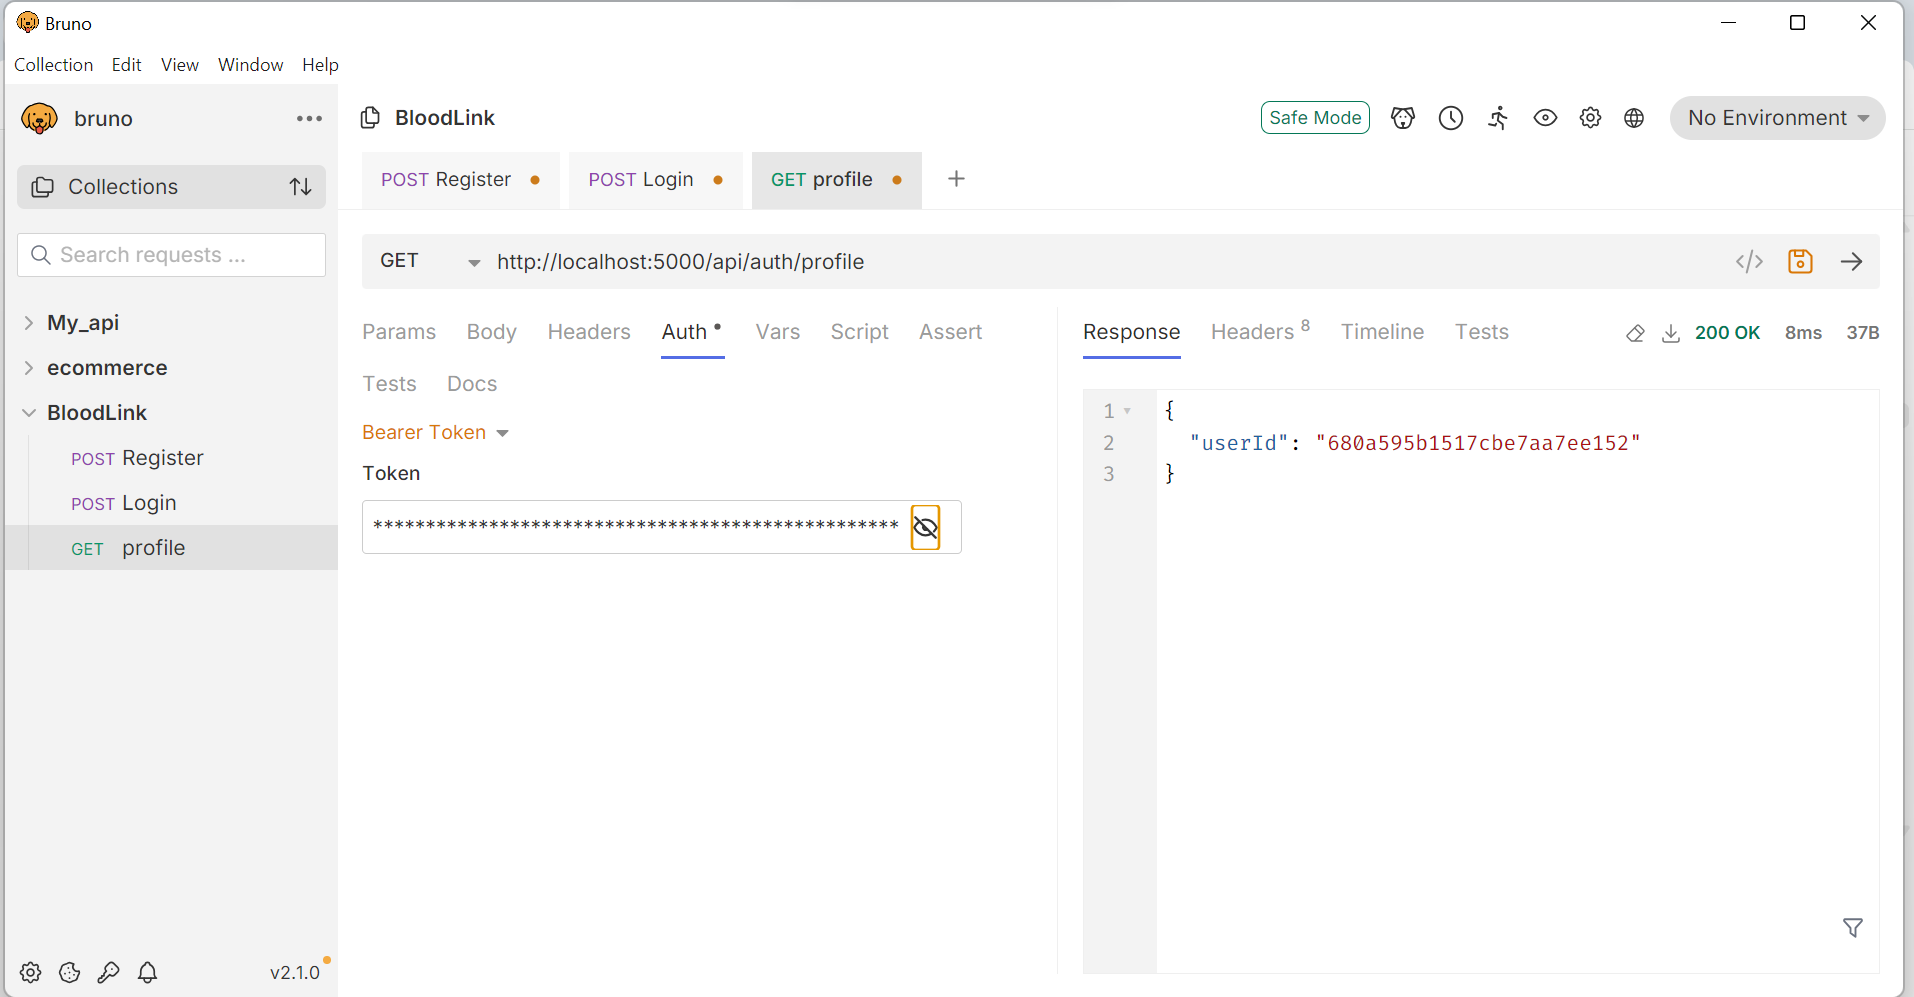 Bruno
Collection Edit View Window Help
bruno
Collections
Search requests ...
My_api
ecommerce
BloodLink
POST Register
POST Login
GET profile
v2.1.0
BloodLink
Safe Mode
No Environment
POST Register
POST Login
GET profile
GET http://localhost:5000/api/auth/profile
Params Body Headers Auth Vars Script Assert
Tests Docs
Bearer Token
Token
**************************************************
Response Headers 8 Timeline Tests 200 OK 8ms 37B
1 {
2 "userId": "680a595b1517cbe7aa7ee152"
3 }